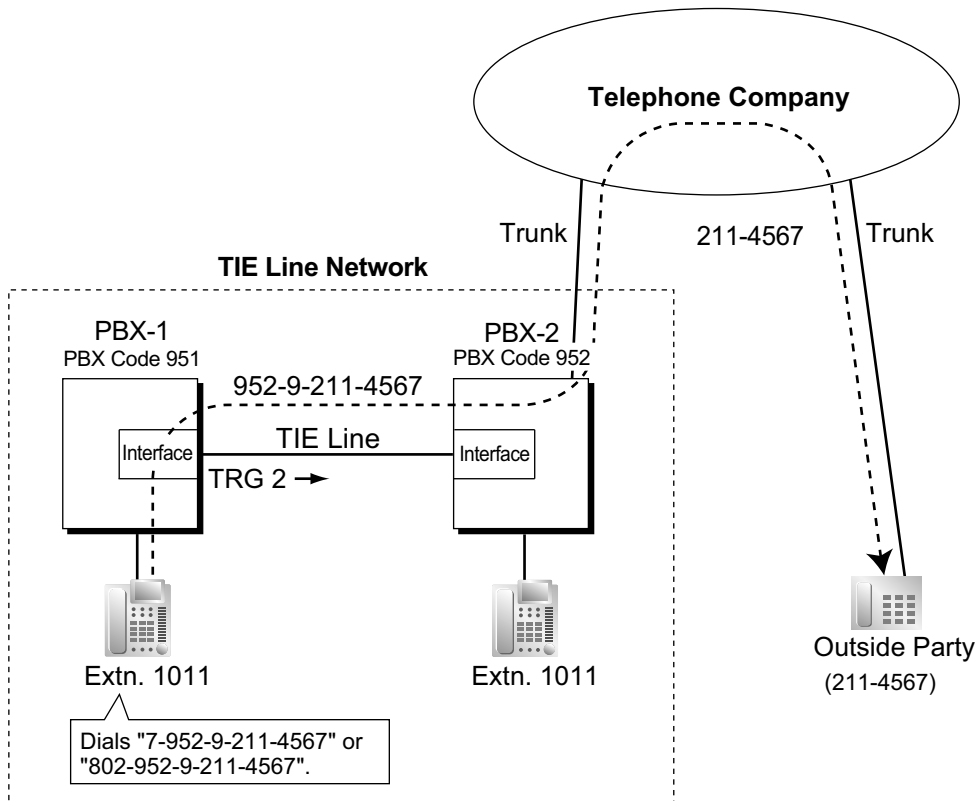 Telephone Company
Trunk
211-4567
Trunk
TIE Line Network
PBX-1
PBX Code 951
PBX-2
PBX Code 952
952-9-211-4567
Interface
TIE Line
Interface
TRG 2 →
Extn. 1011
Extn. 1011
Outside Party
(211-4567)
Dials "7-952-9-211-4567" or
"802-952-9-211-4567".